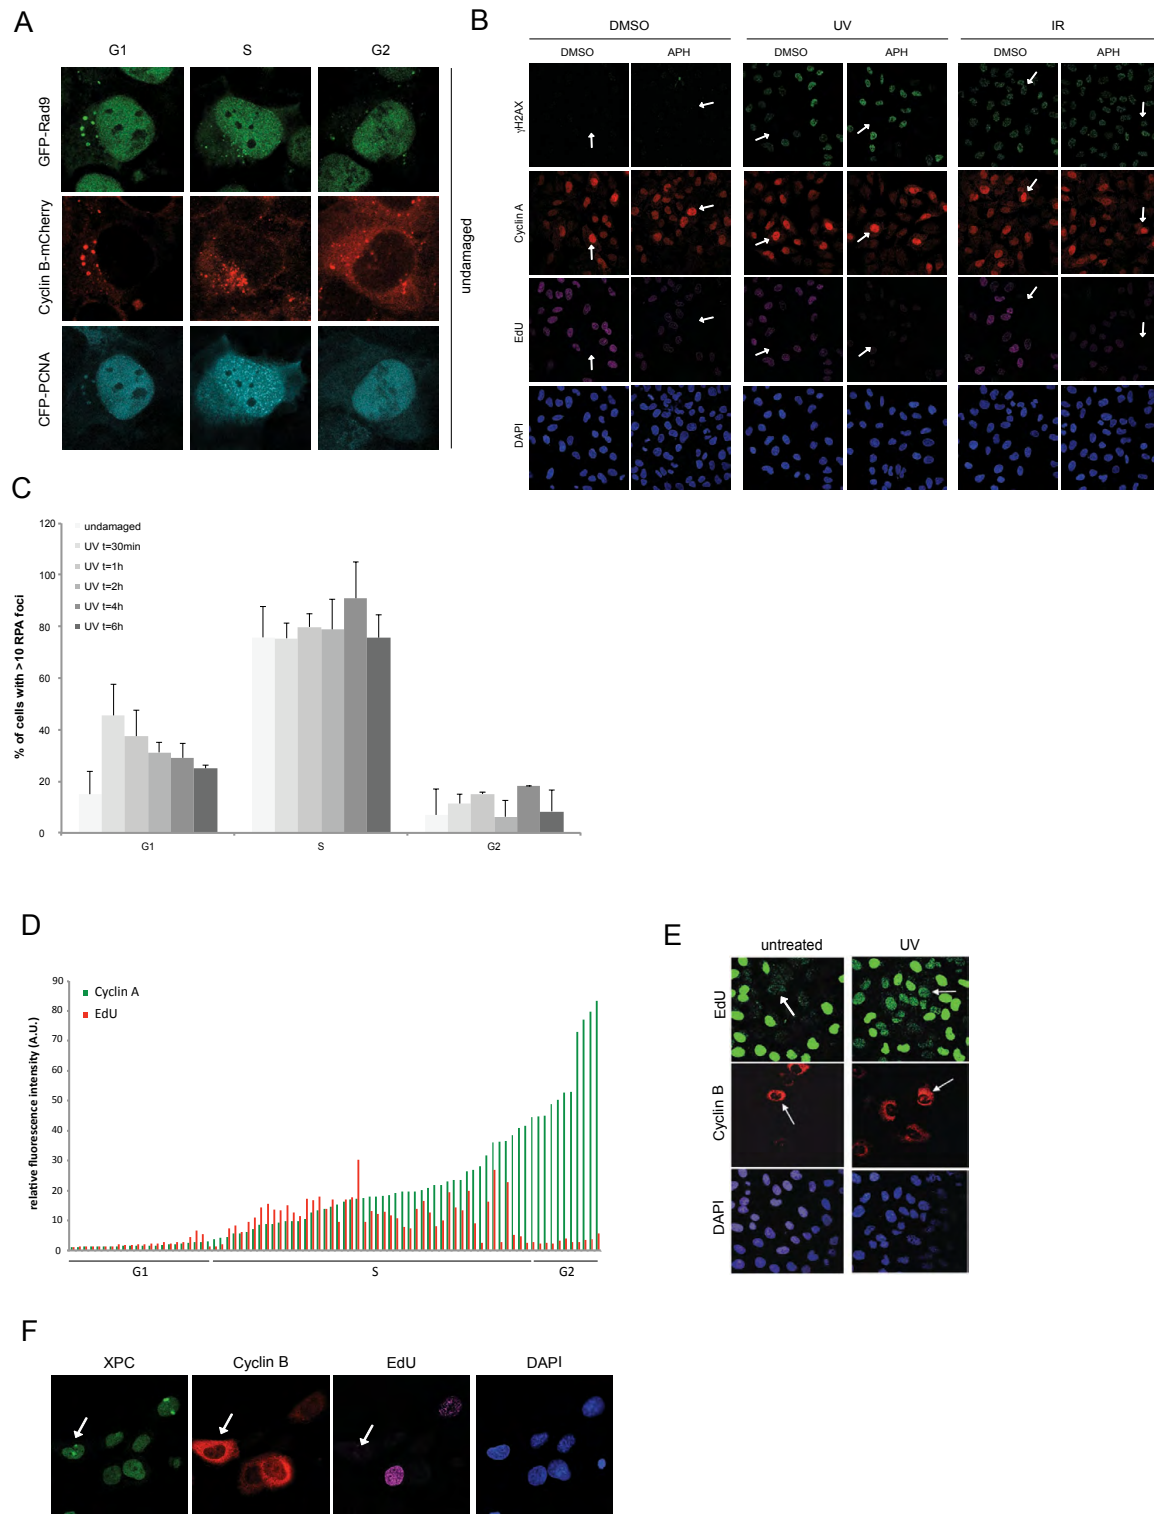 A
G1 S G2
GFP-Rad9
Cyclin B-mCherry
CFP-PCNA
undamaged
B
DMSO UV IR
DMSO APH DMSO APH DMSO APH
γH2AX
Cyclin A
EdU
DAPI
C
% of cells with >10 RPA foci
120
100
80
60
40
20
0
undamaged
UV t=30min
UV t=1h
UV t=2h
UV t=4h
UV t=6h
G1 S G2
D
relative fluorescence intensity (A.U.)
90
80
70
60
50
40
30
20
10
0
Cyclin A
EdU
G1 S G2
E
untreated UV
EdU
Cyclin B
DAPI
F
XPC Cyclin B EdU DAPI